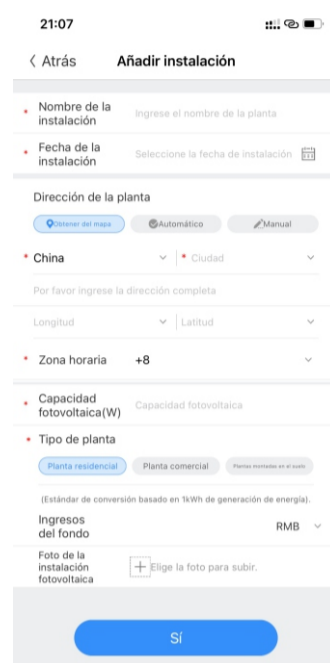 21:07
Atrás Añadir instalación
* Nombre de la instalación
Ingrese el nombre de la planta
* Fecha de la instalación
Seleccione la fecha de instalación
Dirección de la planta
Obtener del mapa Automático Manual
* China * Ciudad
Por favor ingrese la dirección completa
Longitud Latitud
* Zona horaria +8
* Capacidad fotovoltaica(W)
Capacidad fotovoltaica
* Tipo de planta
Planta residencial Planta comercial Plantas montadas en el suelo
(Estándar de conversión basado en 1kWh de generación de energía).
Ingresos del fondo
RMB
Foto de la instalación fotovoltaica
Elige la foto para subir.
Sí